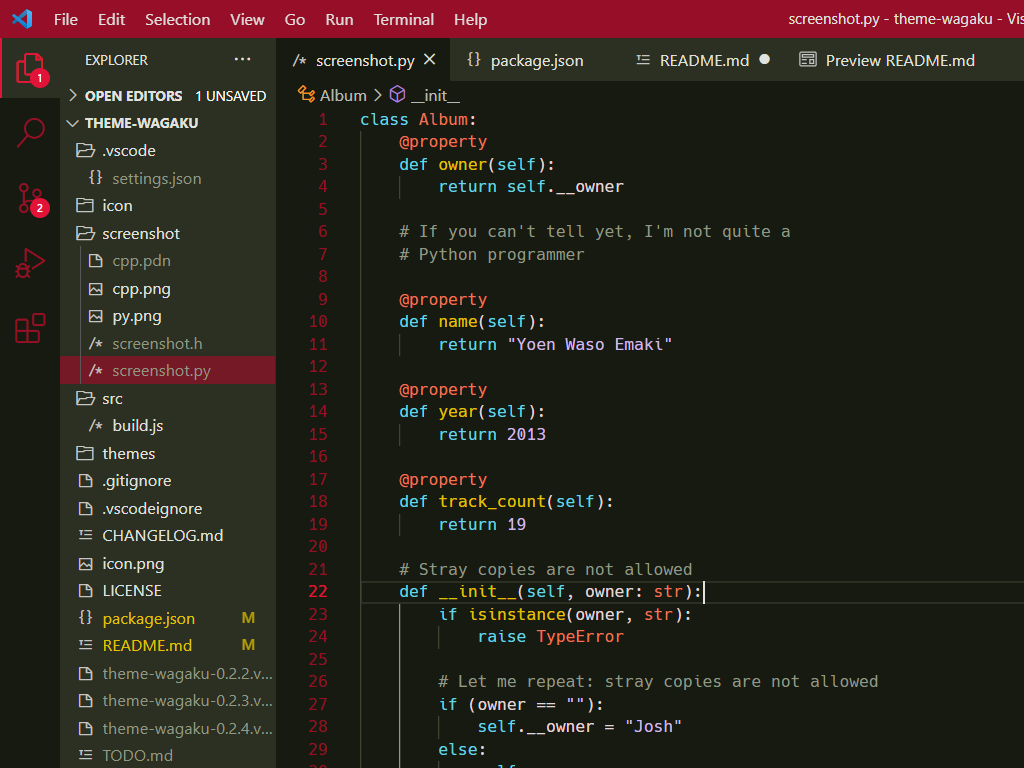 File Edit Selection View Go Run Terminal Help screenshot.py - theme-wagaku - Vis
1
2
EXPLORER ...
OPEN EDITORS 1 UNSAVED
THEME-WAGAKU
.vscode
{} settings.json
icon
screenshot
cpp.pdn
cpp.png
py.png
/* screenshot.h
/* screenshot.py
src
/* build.js
themes
.gitignore
.vscodeignore
CHANGELOG.md
icon.png
LICENSE
{} package.json M
README.md M
theme-wagaku-0.2.2.v...
theme-wagaku-0.2.3.v...
theme-wagaku-0.2.4.v...
TODO.md
/* screenshot.py {} package.json README.md Preview README.md
Album > __init__
1 class Album:
2     @property
3     def owner(self):
4         return self.__owner
5
6     # If you can't tell yet, I'm not quite a
7     # Python programmer
8
9     @property
10     def name(self):
11         return "Yoen Waso Emaki"
12
13     @property
14     def year(self):
15         return 2013
16
17     @property
18     def track_count(self):
19         return 19
20
21     # Stray copies are not allowed
22     def __init__(self, owner: str):
23         if isinstance(owner, str):
24             raise TypeError
25
26         # Let me repeat: stray copies are not allowed
27         if (owner == ""):
28             self.__owner = "Josh"
29         else: